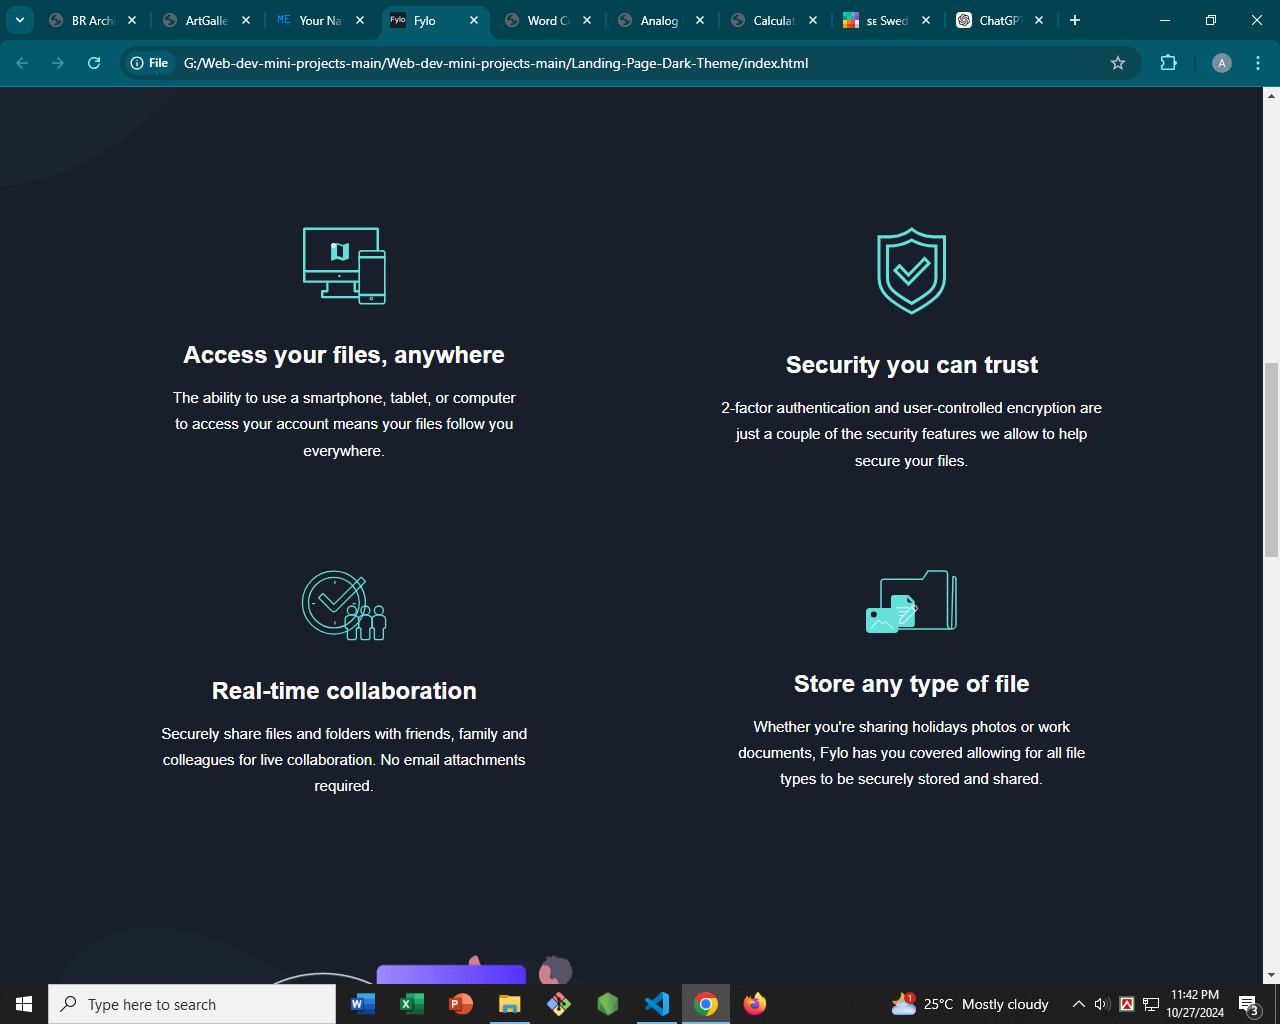 BR Archi
ArtGalle
ME Your Na
Fylo Fylo
Word Co
Analog
Calculat
SE Swed
ChatGPT
File G:/Web-dev-mini-projects-main/Web-dev-mini-projects-main/Landing-Page-Dark-Theme/index.html A
Access your files, anywhere
The ability to use a smartphone, tablet, or computer
to access your account means your files follow you
everywhere.
Security you can trust
2-factor authentication and user-controlled encryption are
just a couple of the security features we allow to help
secure your files.
Real-time collaboration
Securely share files and folders with friends, family and
colleagues for live collaboration. No email attachments
required.
Store any type of file
Whether you're sharing holidays photos or work
documents, Fylo has you covered allowing for all file
types to be securely stored and shared.
Type here to search
1
25°C Mostly cloudy
11:42 PM
10/27/2024
3